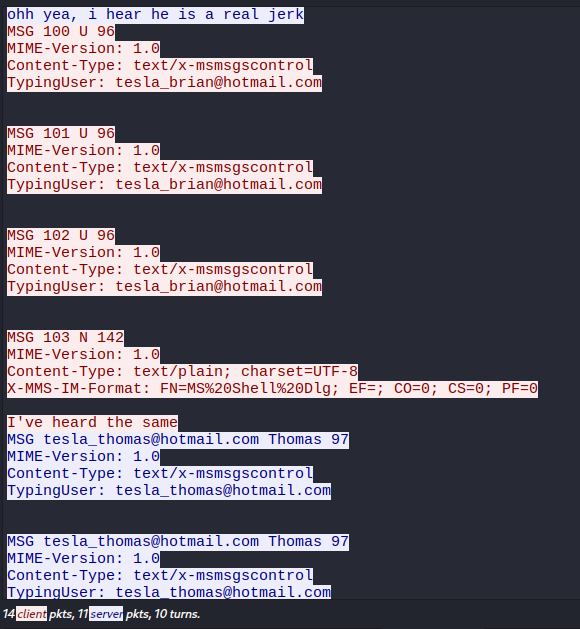 ohh yea, i hear he is a real jerk
MSG 100 U 96
MIME-Version: 1.0
Content-Type: text/x-msmsgscontrol
TypingUser: tesla_brian@hotmail.com
MSG 101 U 96
MIME-Version: 1.0
Content-Type: text/x-msmsgscontrol
TypingUser: tesla_brian@hotmail.com
MSG 102 U 96
MIME-Version: 1.0
Content-Type: text/x-msmsgscontrol
TypingUser: tesla_brian@hotmail.com
MSG 103 N 142
MIME-Version: 1.0
Content-Type: text/plain; charset=UTF-8
X-MMS-IM-Format: FN=MS%20Shell%20Dlg; EF=; CO=0; CS=0; PF=0
I've heard the same
MSG tesla_thomas@hotmail.com Thomas 97
MIME-Version: 1.0
Content-Type: text/x-msmsgscontrol
TypingUser: tesla_thomas@hotmail.com
MSG tesla_thomas@hotmail.com Thomas 97
MIME-Version: 1.0
Content-Type: text/x-msmsgscontrol
TypingUser: tesla_thomas@hotmail.com
14 client pkts, 11 server pkts, 10 turns.